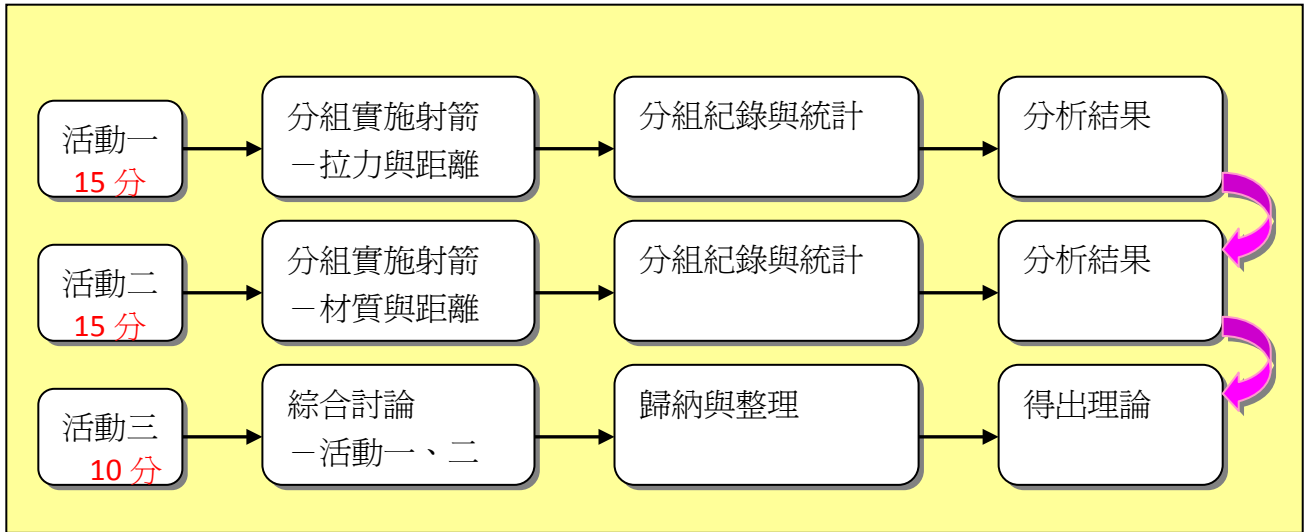 活動一
15 分
分組實施射箭
－拉力與距離
分組紀錄與統計
分析結果
活動二
15 分
分組實施射箭
－材質與距離
分組紀錄與統計
分析結果
活動三
10 分
綜合討論
－活動一、二
歸納與整理
得出理論